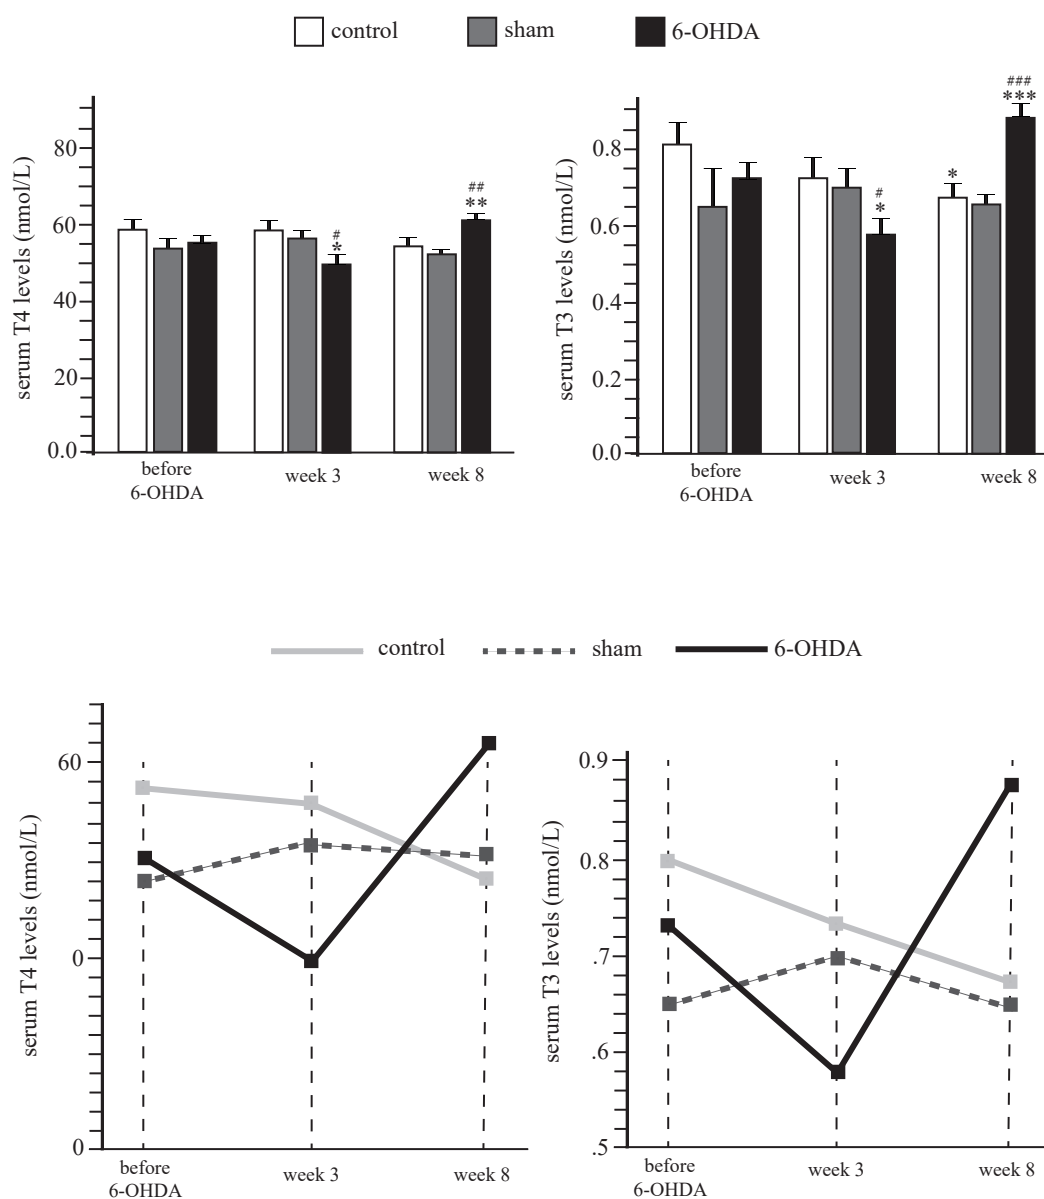 control sham 6-OHDA
serum T4 levels (nmol/L)
80
60
40
20
0.0
#
*
##
**
before
6-OHDA
week 3
week 8
serum T3 levels (nmol/L)
0.8
0.6
0.4
0.2
0.0
#
*
*
###
***
before
6-OHDA
week 3
week 8
control sham 6-OHDA
serum T4 levels (nmol/L)
60
0
0
before
6-OHDA
week 3
week 8
serum T3 levels (nmol/L)
0.9
0.8
.7
.6
.5
before
6-OHDA
week 3
week 8